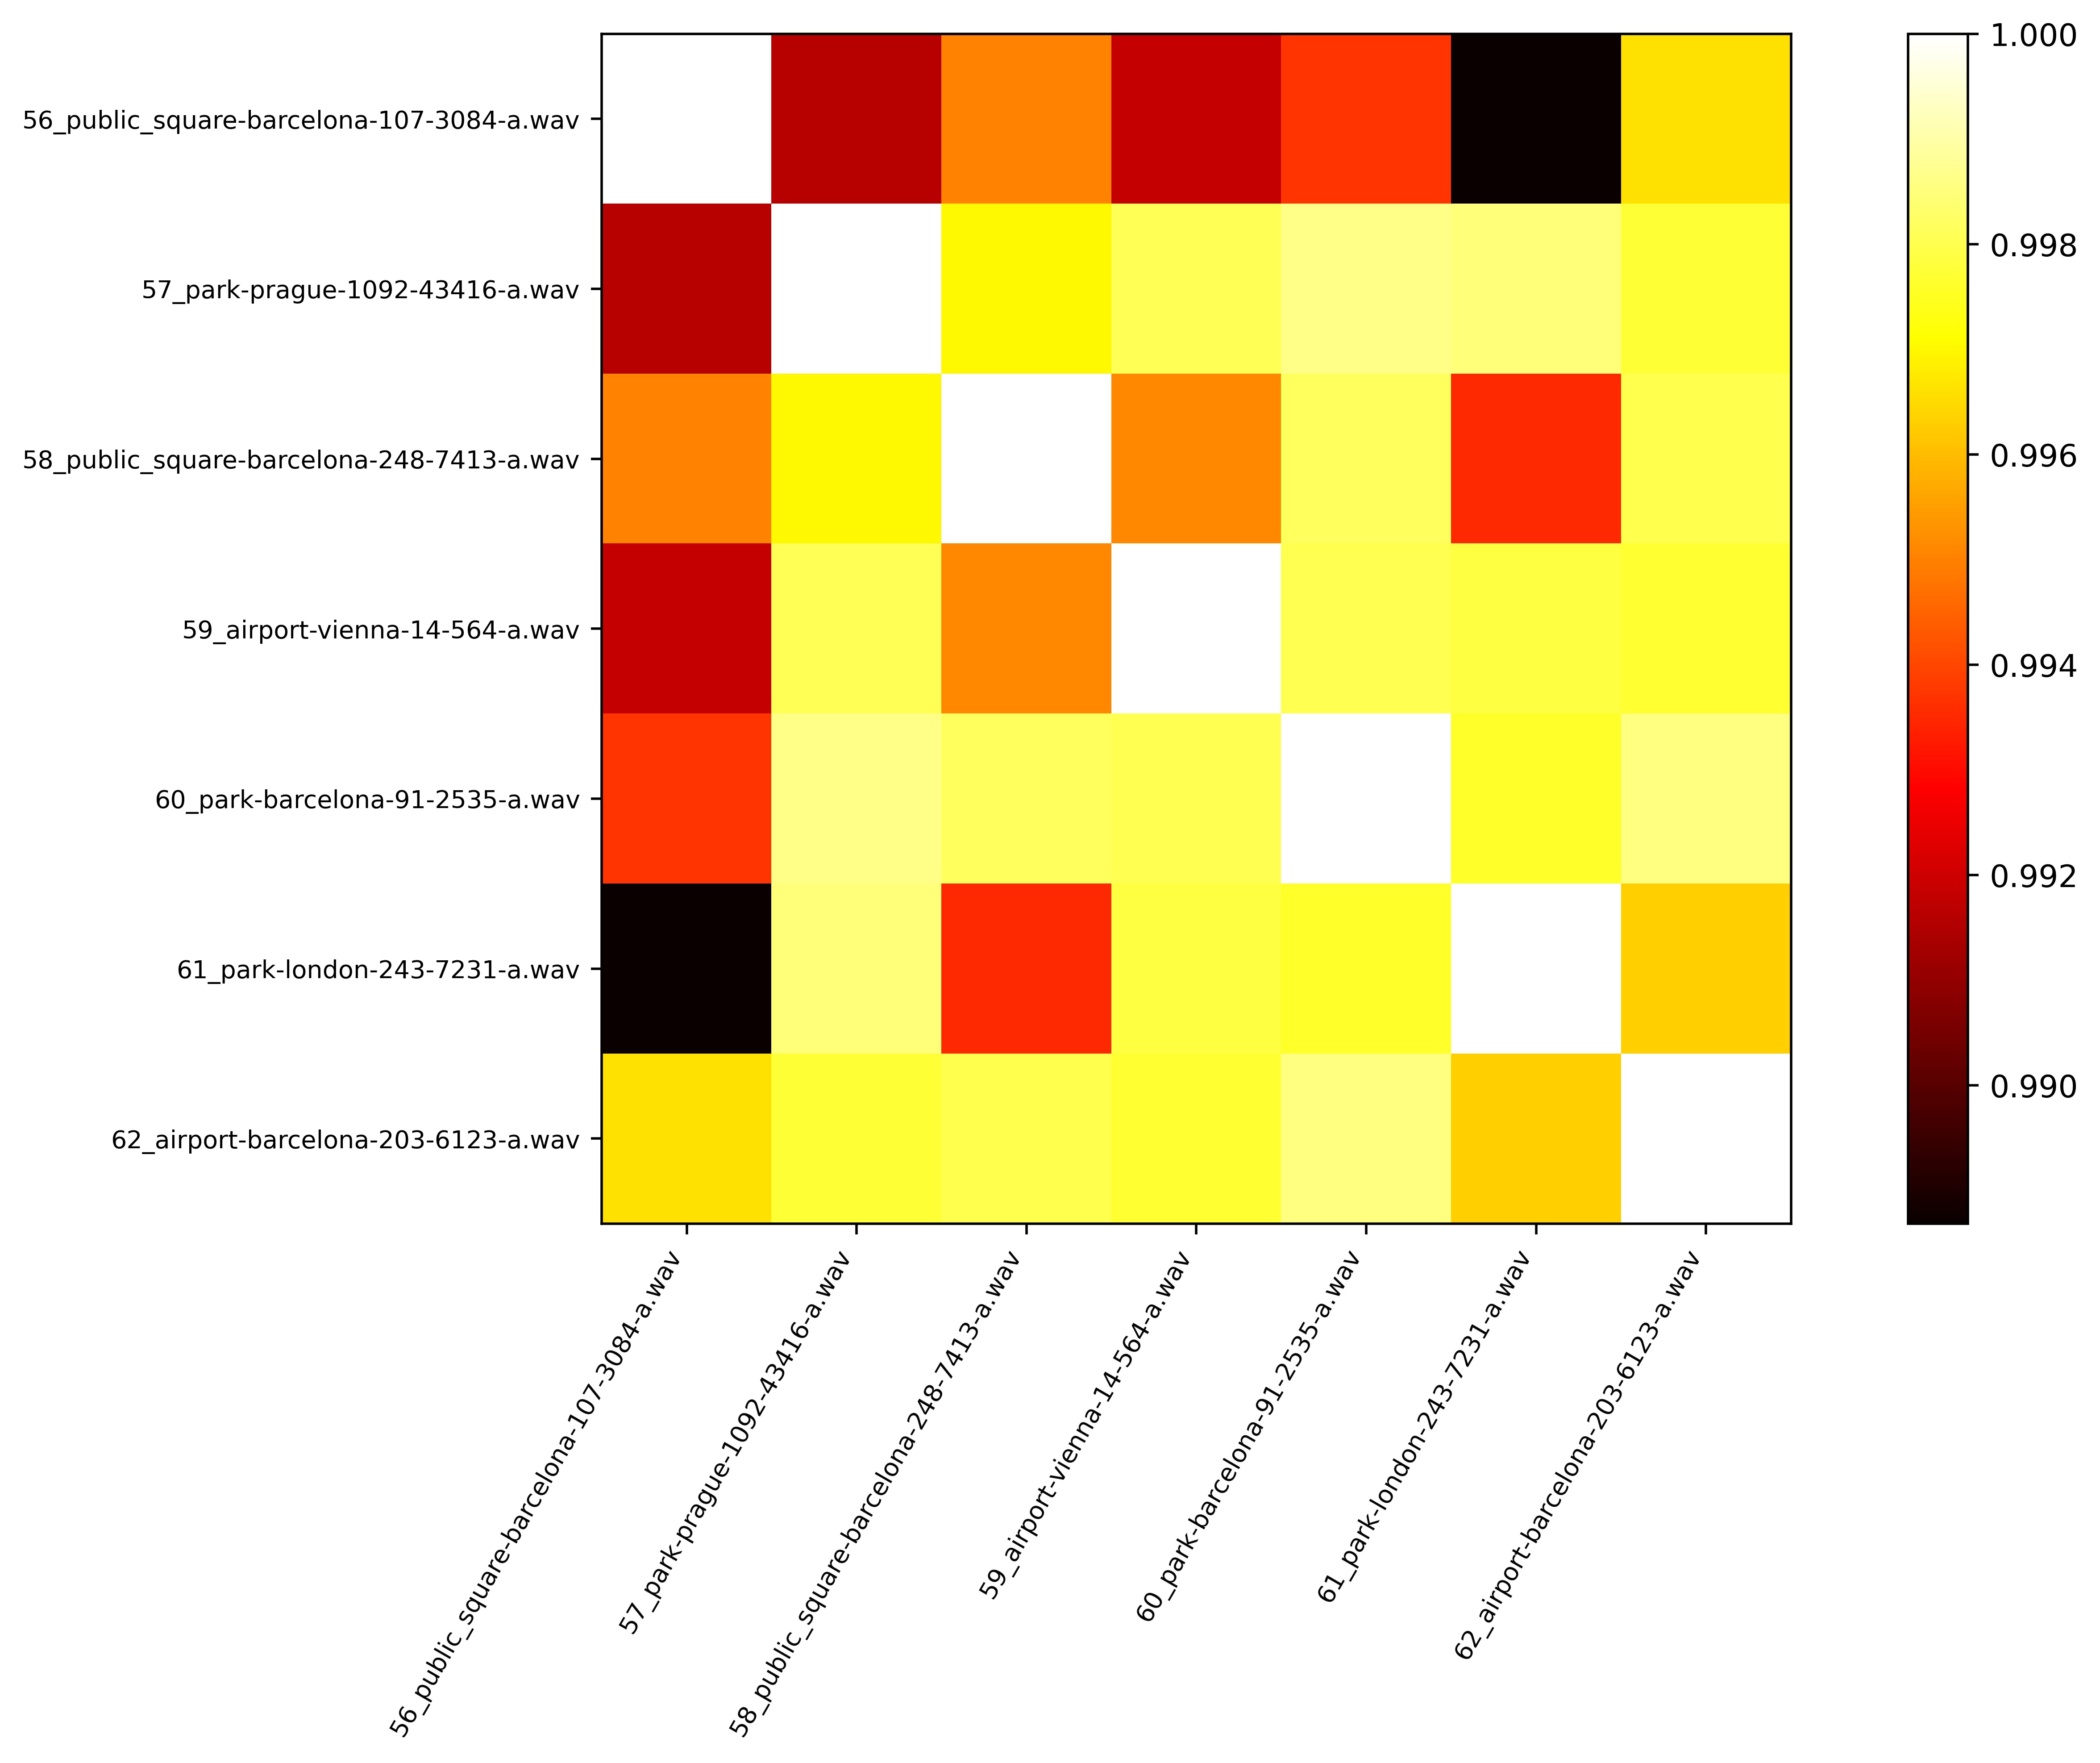 56_public_square-barcelona-107-3084-a.wav
57_park-prague-1092-43416-a.wav
58_public_square-barcelona-248-7413-a.wav
59_airport-vienna-14-564-a.wav
60_park-barcelona-91-2535-a.wav
61_park-london-243-7231-a.wav
62_airport-barcelona-203-6123-a.wav
56_public_square-barcelona-107-3084-a.wav
57_park-prague-1092-43416-a.wav
58_public_square-barcelona-248-7413-a.wav
59_airport-vienna-14-564-a.wav
60_park-barcelona-91-2535-a.wav
61_park-london-243-7231-a.wav
62_airport-barcelona-203-6123-a.wav
1.000
0.998
0.996
0.994
0.992
0.990